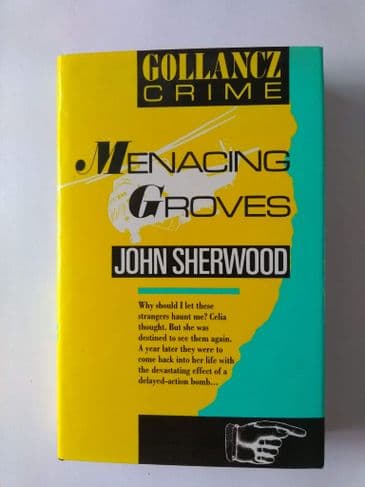 GOLLANCZ
CRIME
MENACING
GROVES
JOHN SHERWOOD
Why should I let these
strangers haunt me? Celia
thought. But she was
destined to see them again.
A year later they were to
come back into her life with
the devastating effect of a
delayed-action bomb...